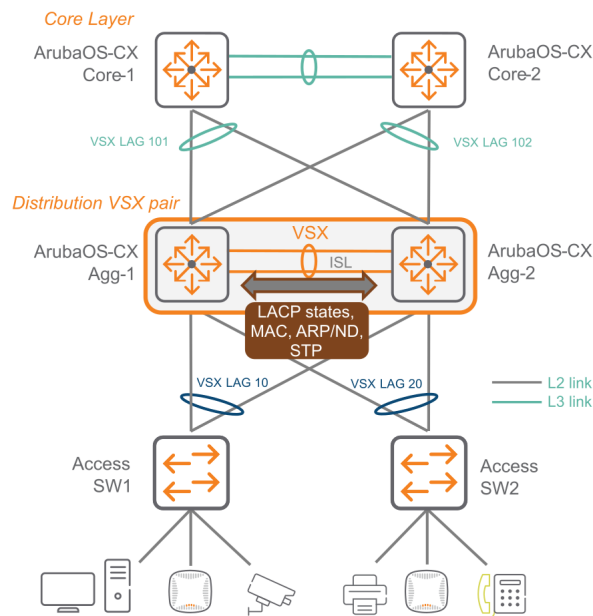 Core Layer
ArubaOS-CX
Core-1
ArubaOS-CX
Core-2
VSX LAG 101
VSX LAG 102
Distribution VSX pair
VSX
ArubaOS-CX
Agg-1
ISL
ArubaOS-CX
Agg-2
LACP states,
MAC, ARP/ND,
STP
VSX LAG 10
VSX LAG 20
L2 link
L3 link
Access
SW1
Access
SW2